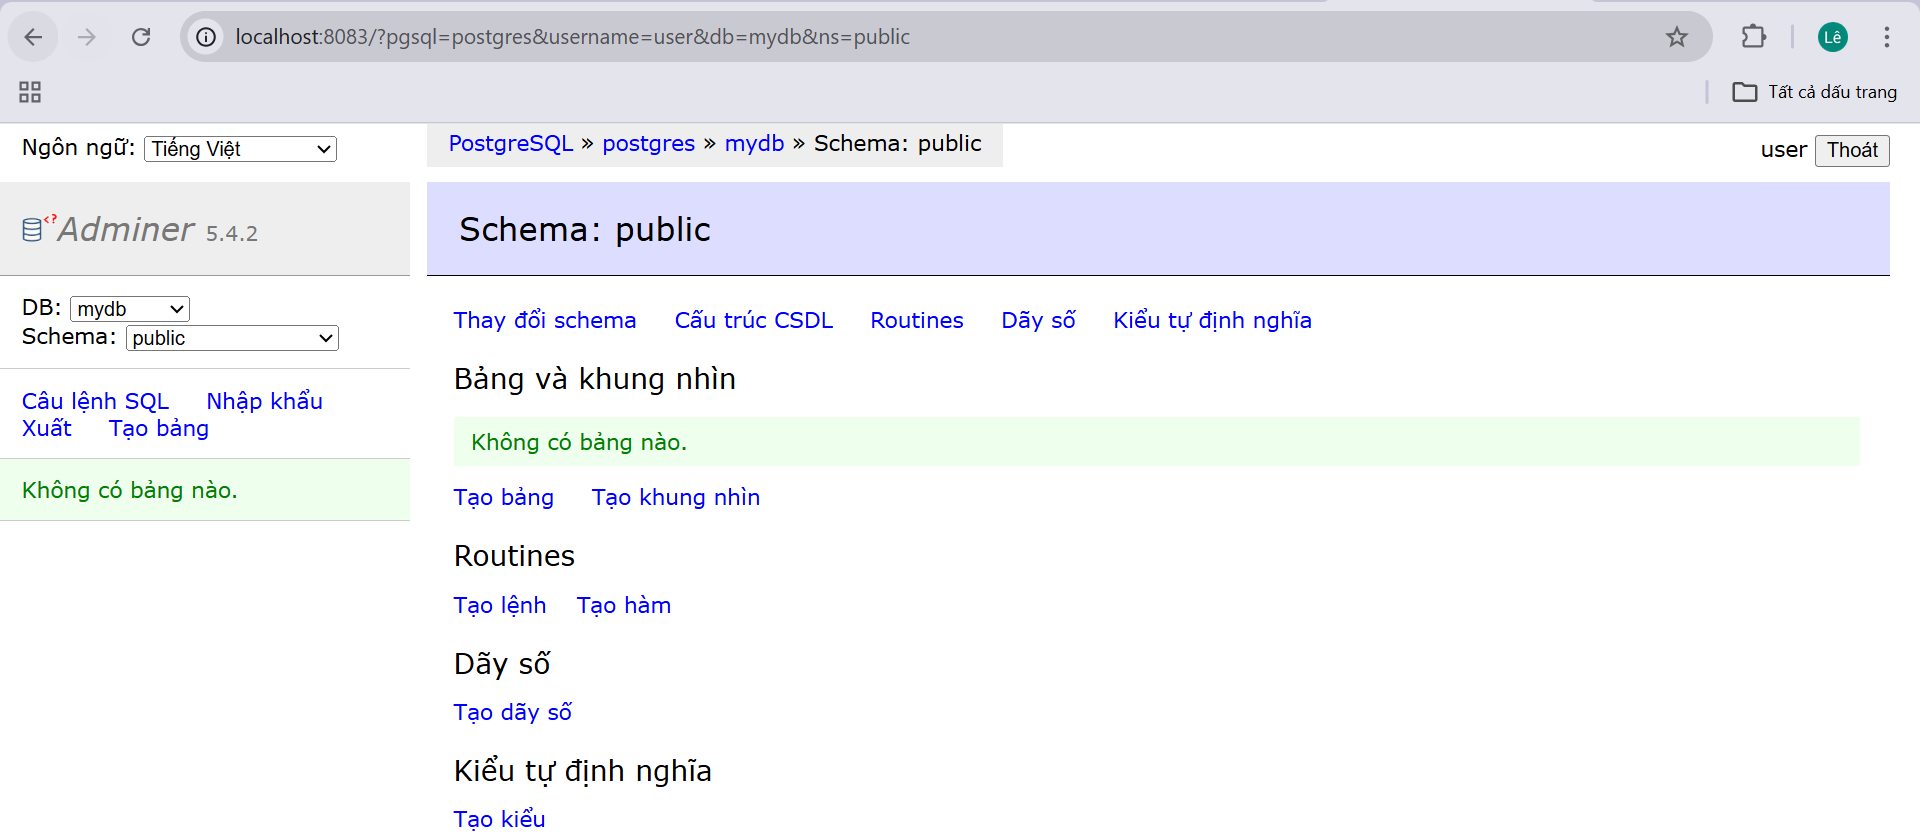 localhost:8083/?pgsql=postgres&username=user&db=mydb&ns=public
Lê
Tất cả dấu trang
Ngôn ngữ: Tiếng Việt
PostgreSQL » postgres » mydb » Schema: public
user Thoát
<?Adminer 5.4.2
Schema: public
DB: mydb
Schema: public
Thay đổi schema Cấu trúc CSDL Routines Dãy số Kiểu tự định nghĩa
Câu lệnh SQL Nhập khẩu
Xuất Tạo bảng
Không có bảng nào.
Bảng và khung nhìn
Không có bảng nào.
Tạo bảng Tạo khung nhìn
Routines
Tạo lệnh Tạo hàm
Dãy số
Tạo dãy số
Kiểu tự định nghĩa
Tạo kiểu